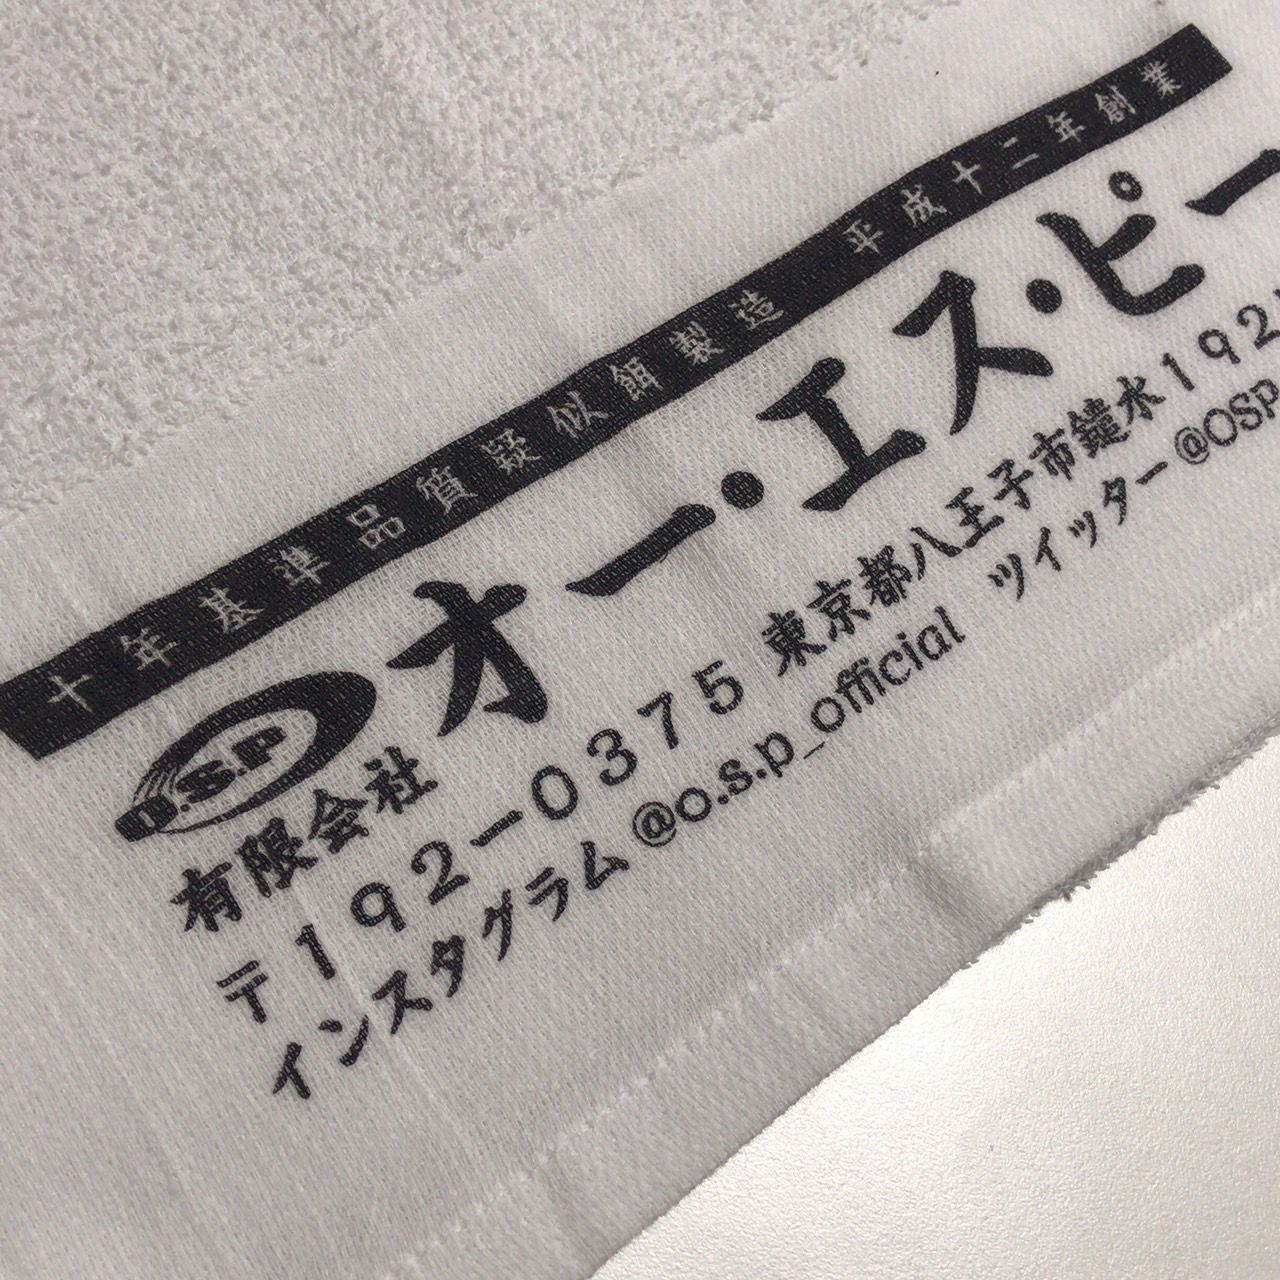 十年基準品質疑似餌製造 平成十二年創業
O.S.P
有限会社 オー・エス・ピー
〒192-0375 東京都八王子市鑓水192
インスタグラム@o.s.p_official ツイッター@OSP